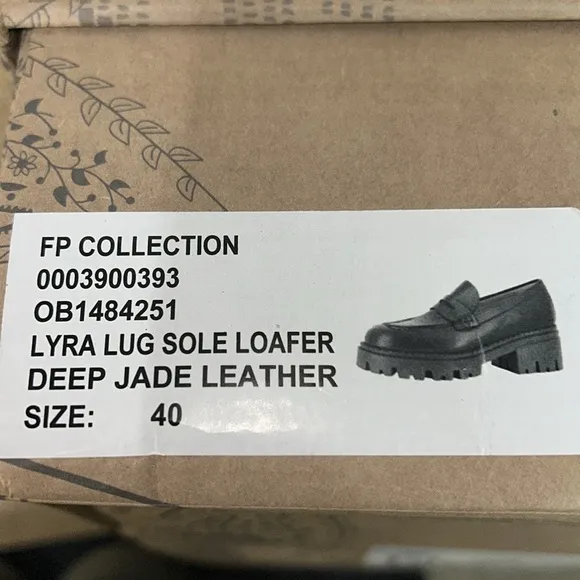 FP COLLECTION
0003900393
OB1484251
LYRA LUG SOLE LOAFER
DEEP JADE LEATHER
SIZE: 40